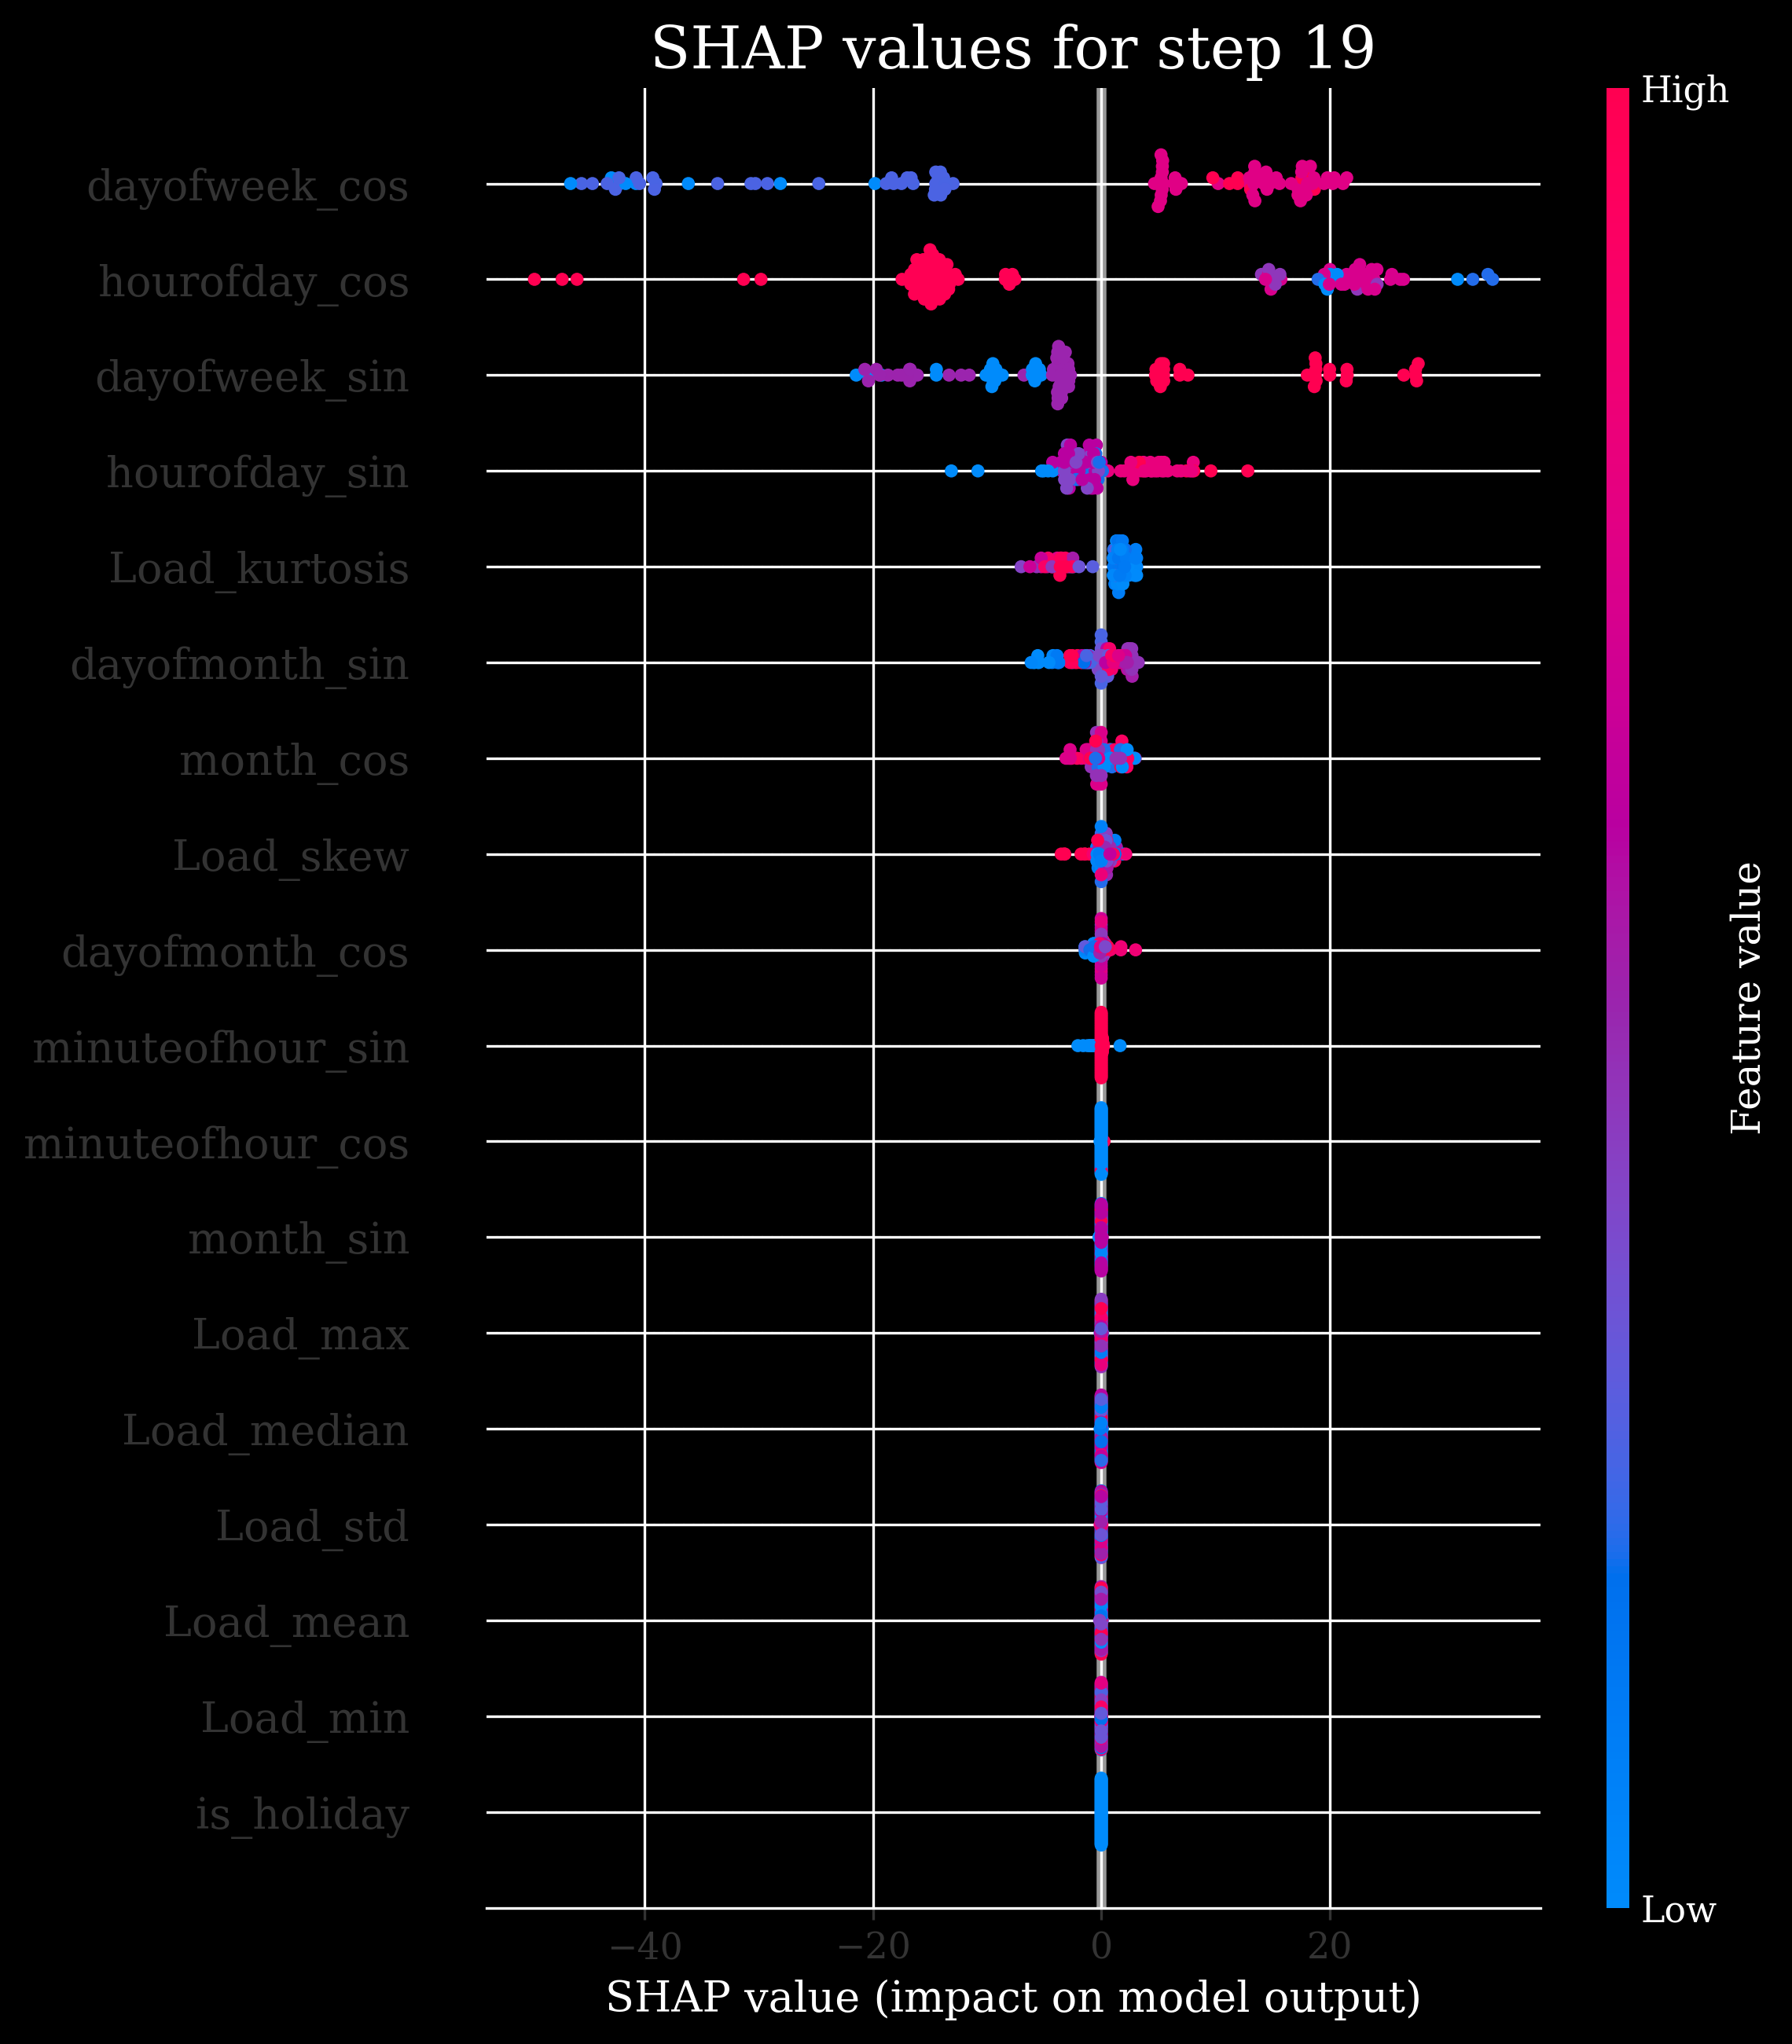 SHAP values for step 19
High
dayofweek_cos
hourofday_cos
dayofweek_sin
hourofday_sin
Load_kurtosis
dayofmonth_sin
month_cos
Load_skew
dayofmonth_cos
minuteofhour_sin
minuteofhour_cos
month_sin
Load_max
Load_median
Load_std
Load_mean
Load_min
is_holiday
Feature value
Low
−40 −20 0 20
SHAP value (impact on model output)